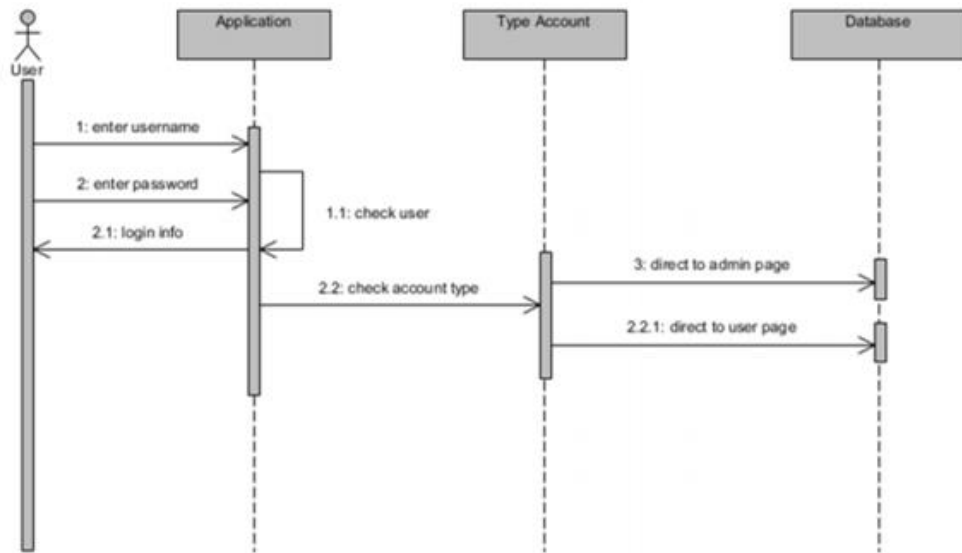 Application
Type Account
Database
User
1: enter username
2: enter password
1.1: check user
2.1: login info
3: direct to admin page
2.2: check account type
2.2.1: direct to user page